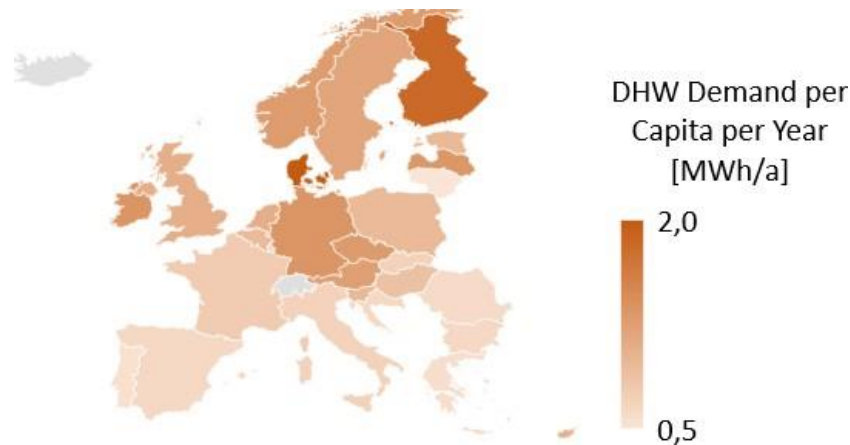 DHW Demand per
Capita per Year
[MWh/a]
2,0
0,5